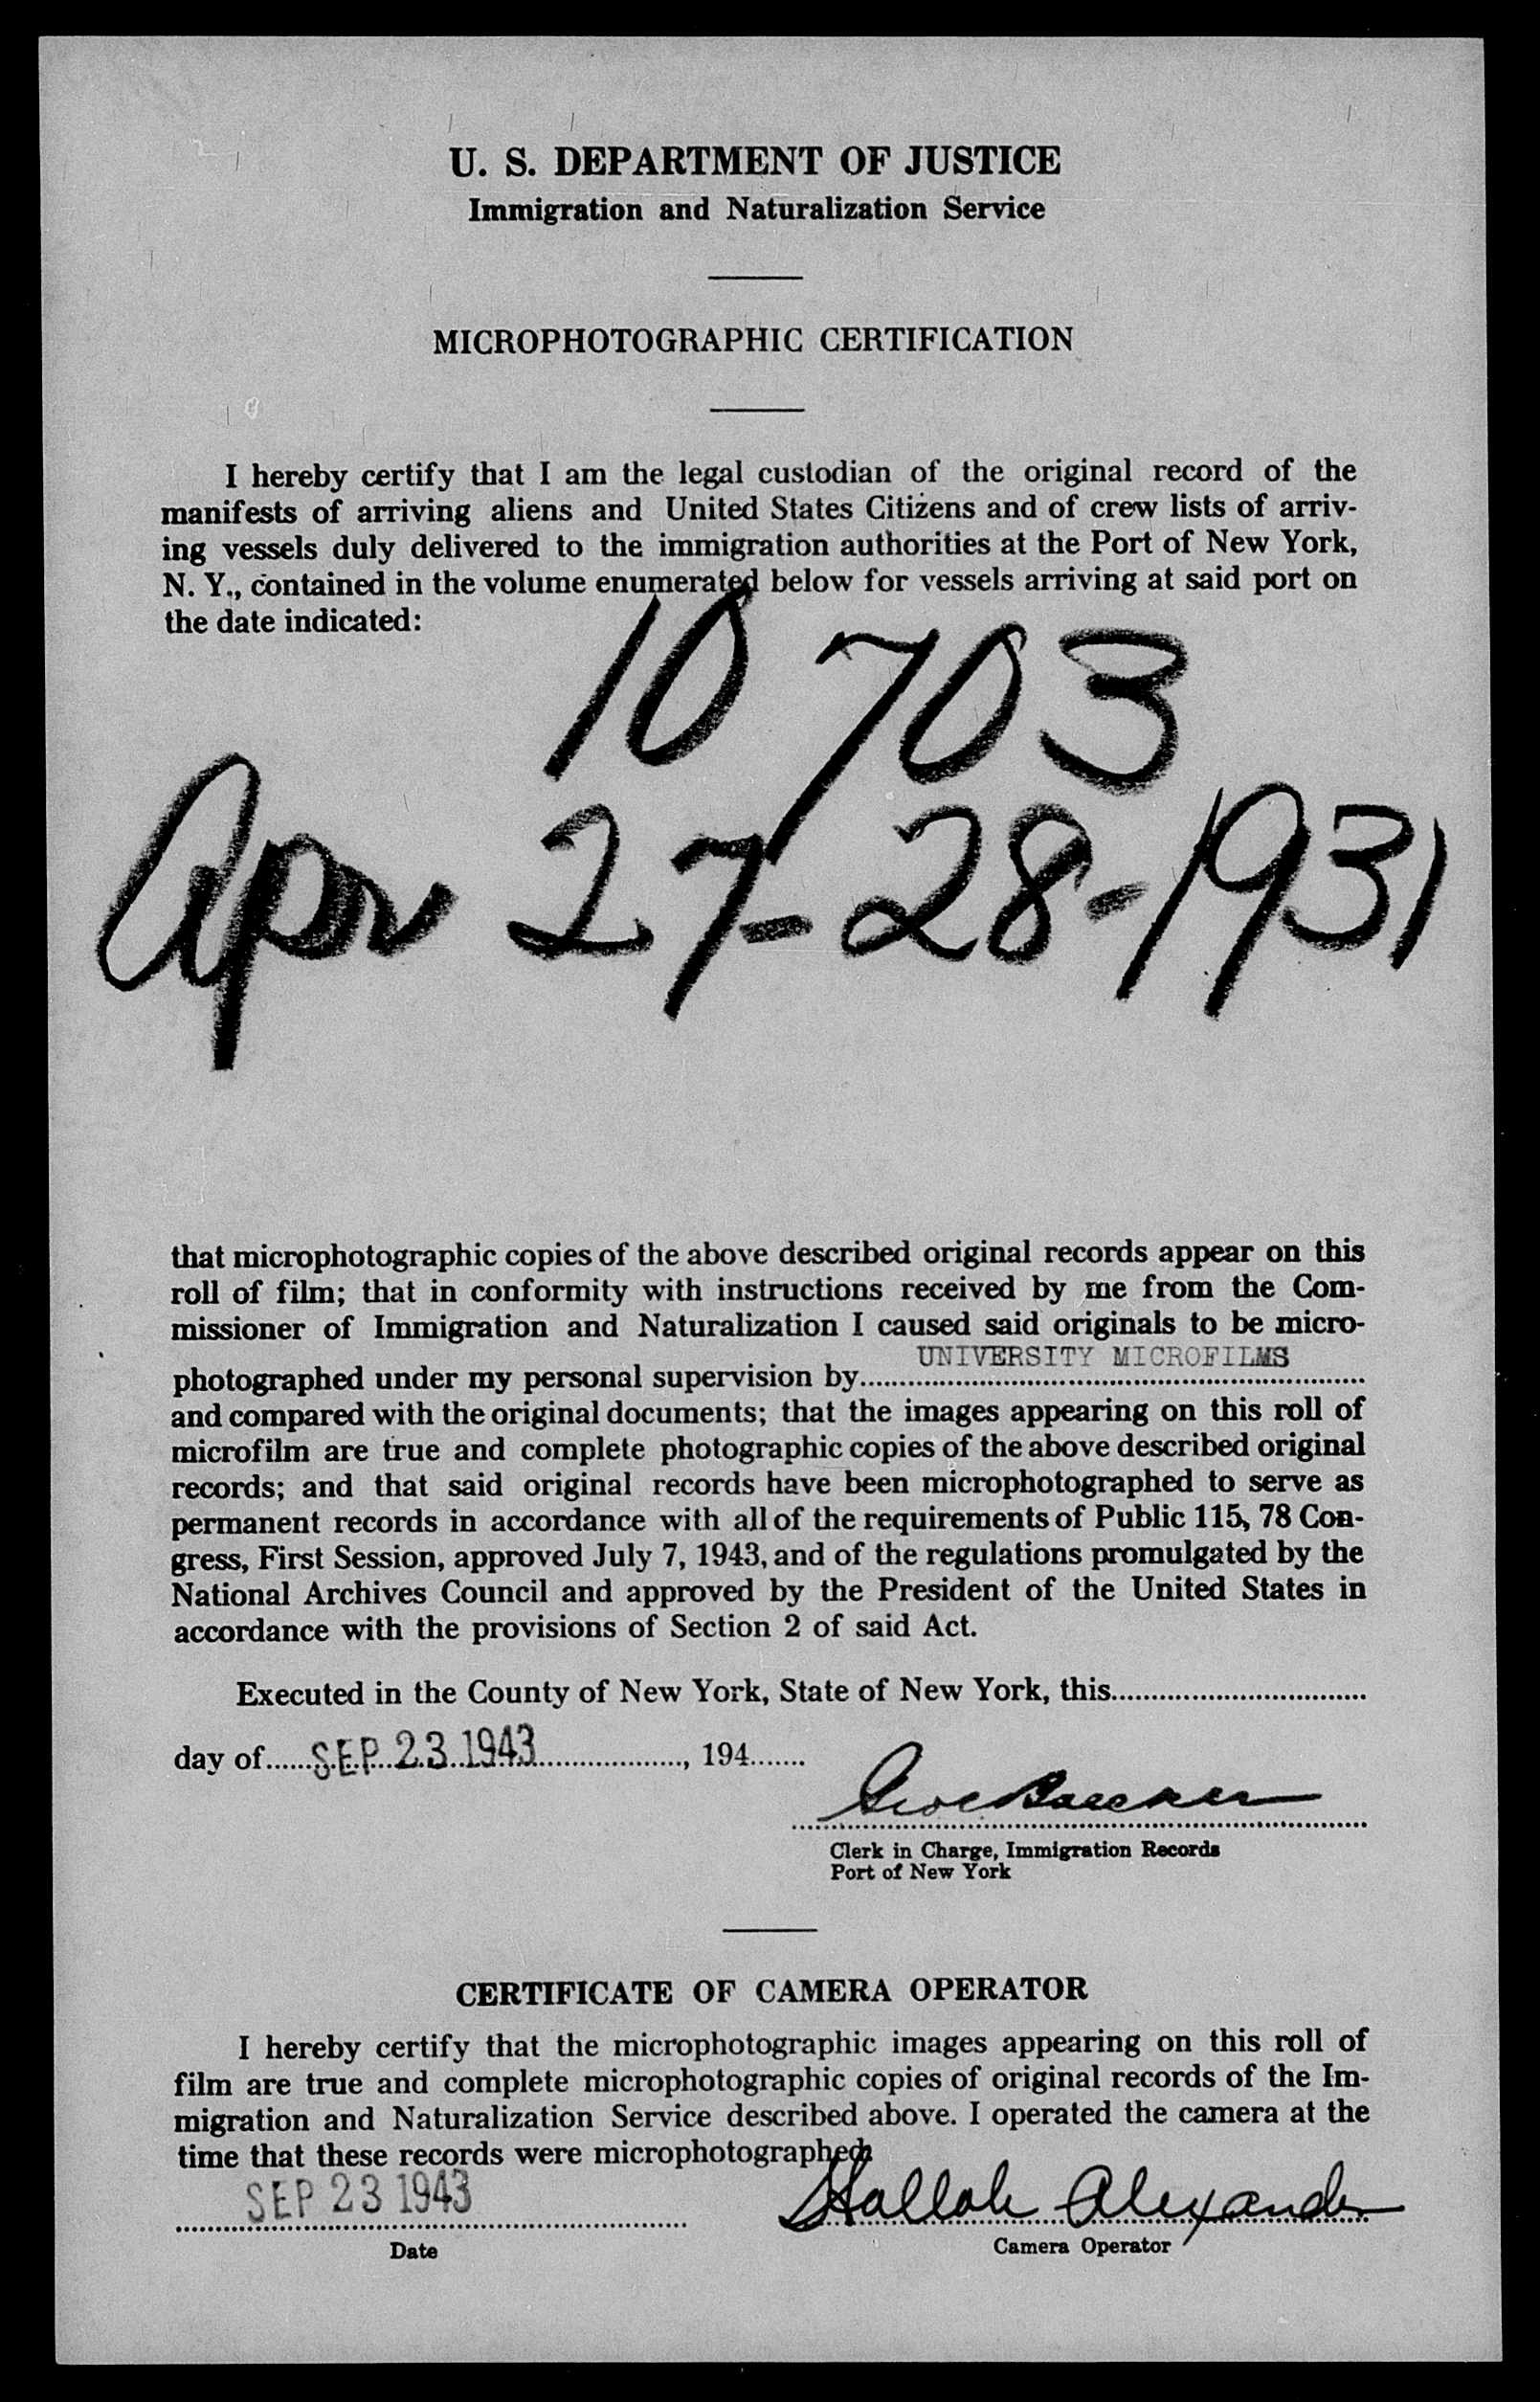 U. S. DEPARTMENT OF JUSTICE
Immigration and Naturalization Service
MICROPHOTOGRAPHIC CERTIFICATION
I hereby certify that I am the legal custodian of the original record of the
manifests of arriving aliens and United States Citizens and of crew lists of arriv-
ing vessels duly delivered to the immigration authorities at the Port of New York,
N. Y., contained in the volume enumerated below for vessels arriving at said port on
the date indicated:
10703
Apr 27-28-1931
that microphotographic copies of the above described original records appear on this
roll of film; that in conformity with instructions received by me from the Com-
missioner of Immigration and Naturalization I caused said originals to be micro-
photographed under my personal supervision by UNIVERSITY MICROFILMS
and compared with the original documents; that the images appearing on this roll of
microfilm are true and complete photographic copies of the above described original
records; and that said original records have been microphotographed to serve as
permanent records in accordance with all of the requirements of Public 115, 78 Con-
gress, First Session, approved July 7, 1943, and of the regulations promulgated by the
National Archives Council and approved by the President of the United States in
accordance with the provisions of Section 2 of said Act.
Executed in the County of New York, State of New York, this
day of SEP 23 1943, 194
Clerk in Charge, Immigration Records
Port of New York
CERTIFICATE OF CAMERA OPERATOR
I hereby certify that the microphotographic images appearing on this roll of
film are true and complete microphotographic copies of original records of the Im-
migration and Naturalization Service described above. I operated the camera at the
time that these records were microphotographed.
SEP 23 1943 Alexander
Date Camera Operator